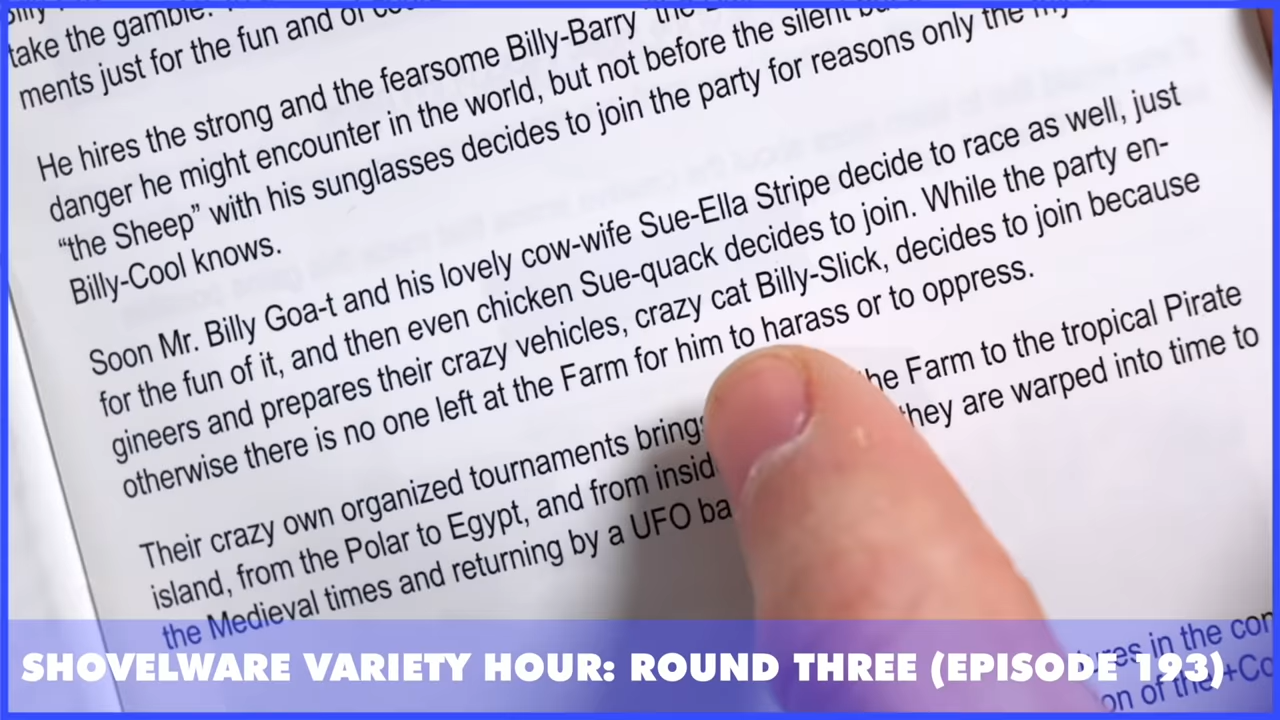 take the gamble.
ments just for the fun and of
He hires the strong and the fearsome Billy-Barry "the
danger he might encounter in the world, but not before the silent
"the Sheep" with his sunglasses decides to join the party for reasons only the
Billy-Cool knows.
Soon Mr. Billy Goa-t and his lovely cow-wife Sue-Ella Stripe decide to race as well, just
for the fun of it, and then even chicken Sue-quack decides to join. While the party en-
gineers and prepares their crazy vehicles, crazy cat Billy-Slick, decides to join because
otherwise there is no one left at the Farm for him to harass or to oppress.
Their crazy own organized tournaments brings the Farm to the tropical Pirate
island, from the Polar to Egypt, and from they are warped into time to
the Medieval times and returning by a UFO
in the
of the
SHOVELWARE VARIETY HOUR: ROUND THREE (EPISODE 193)